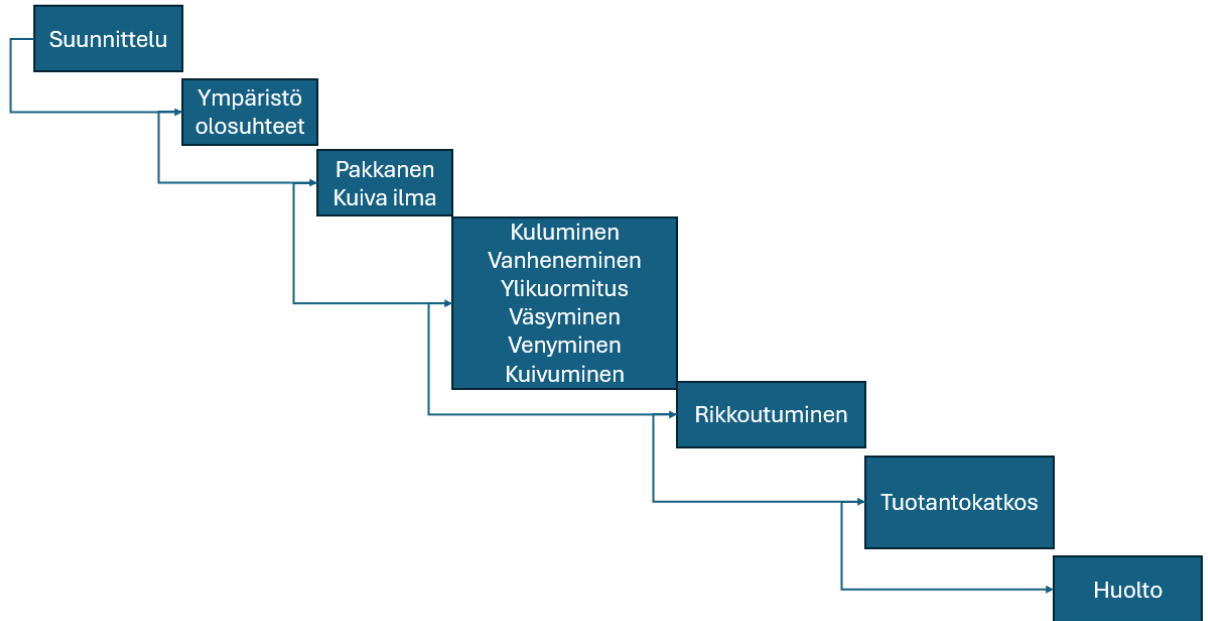 Suunnittelu
Ympäristö
olosuhteet
Pakkanen
Kuiva ilma
Kuluminen
Vanheneminen
Ylikuormitus
Väsyminen
Venyminen
Kuivuminen
Rikkoutuminen
Tuotantokatkos
Huolto